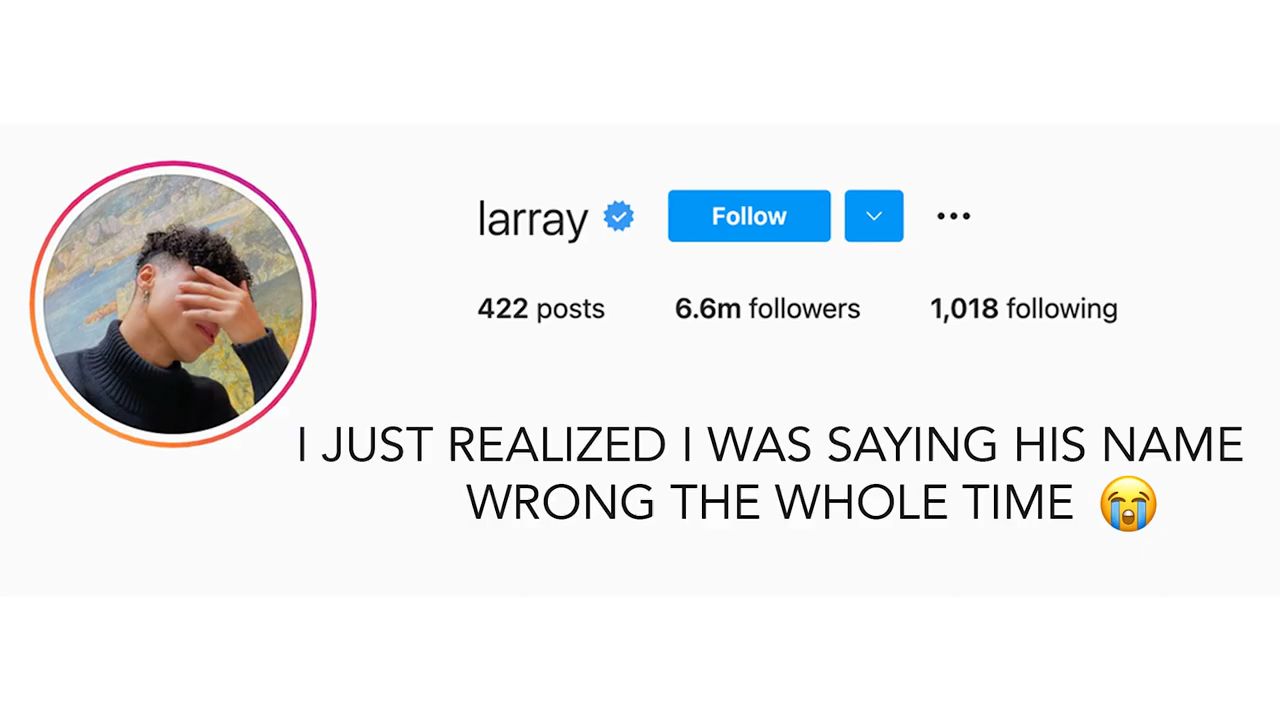 larray Follow •••
422 posts 6.6m followers 1,018 following
I JUST REALIZED I WAS SAYING HIS NAME
WRONG THE WHOLE TIME 😭